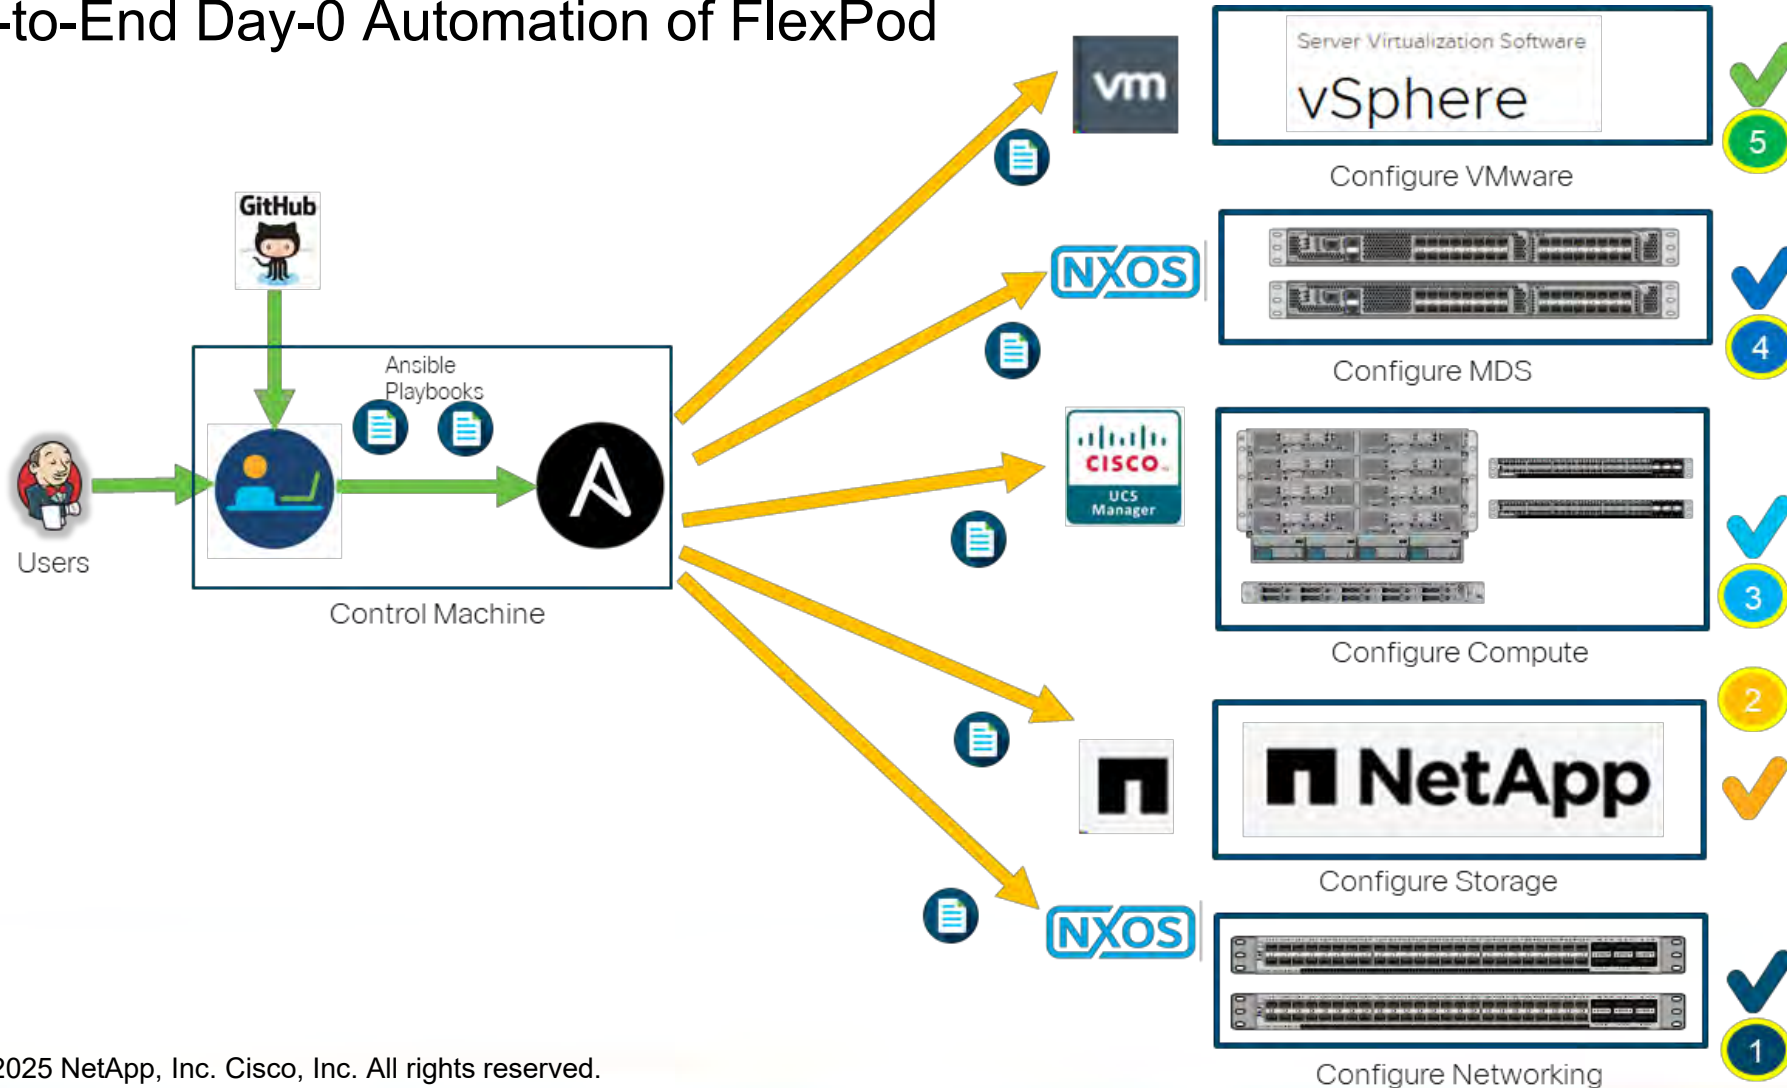 -to-End Day-0 Automation of FlexPod
vm
Server Virtualization Software
vSphere
5
Configure VMware
GitHub
NXOS
4
Configure MDS
Ansible
Playbooks
CISCO
UCS
Manager
3
Users
Control Machine
Configure Compute
2
NetApp
Configure Storage
NXOS
1
2025 NetApp, Inc. Cisco, Inc. All rights reserved.
Configure Networking